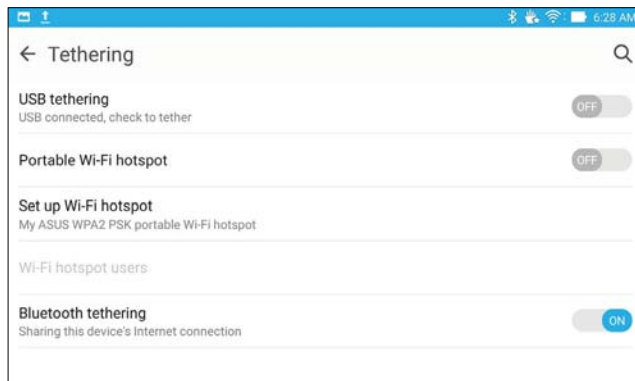 6:28 AM
Tethering
USB tethering
OFF
USB connected, check to tether
Portable Wi-Fi hotspot
OFF
Set up Wi-Fi hotspot
My ASUS WPA2 PSK portable Wi-Fi hotspot
Wi-Fi hotspot users
Bluetooth tethering
ON
Sharing this device's Internet connection